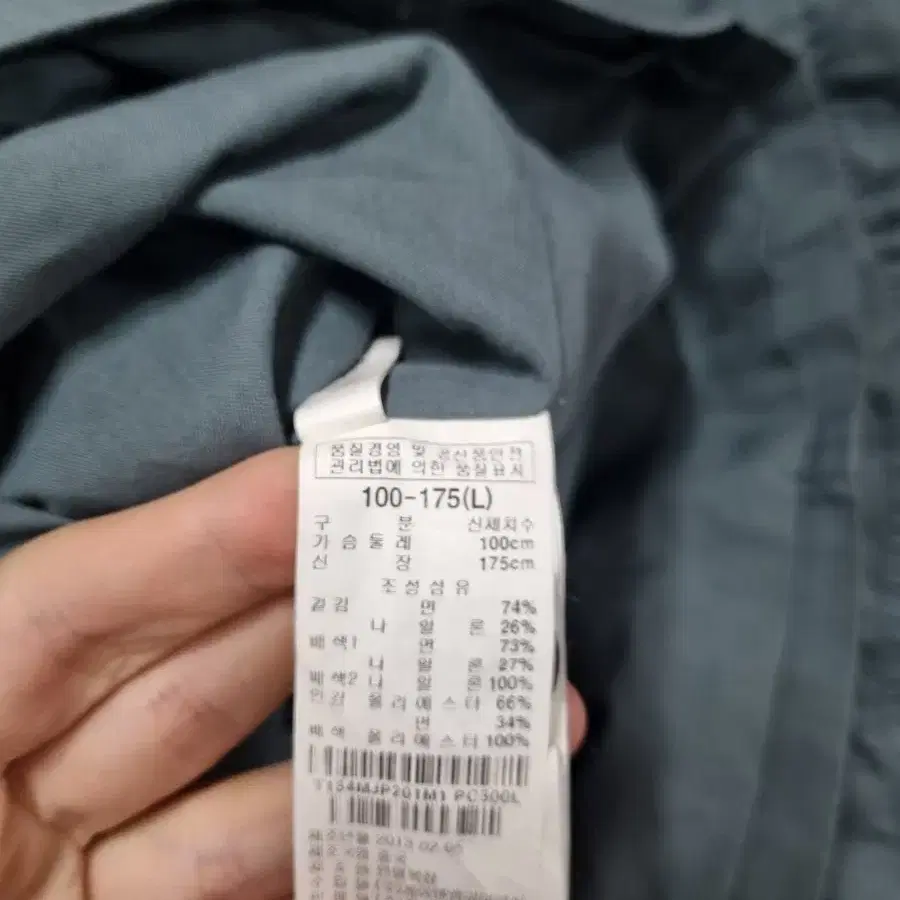 품질경영 및 공산품안전
관리법에 의한 품질표시
100-175(L)
구 분 신체치수
가슴둘레 100cm
신 장 175cm
조성섬유
겉감 면 74%
나일론 26%
배색1 면 73%
나일론 27%
배색2 나일론 100%
안감 폴리에스터 66%
면 34%
배색 폴리에스터 100%
PC300L